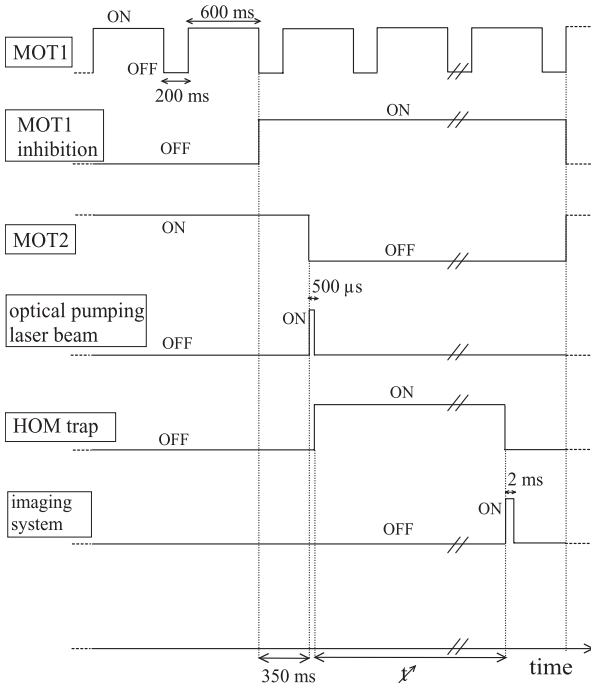 ON
600 ms
MOT1
OFF
200 ms
MOT1
inhibition
ON
OFF
MOT2
ON
OFF
500 µs
optical pumping
laser beam
ON
OFF
ON
HOM trap
OFF
2 ms
imaging
system
ON
OFF
time
350 ms
t